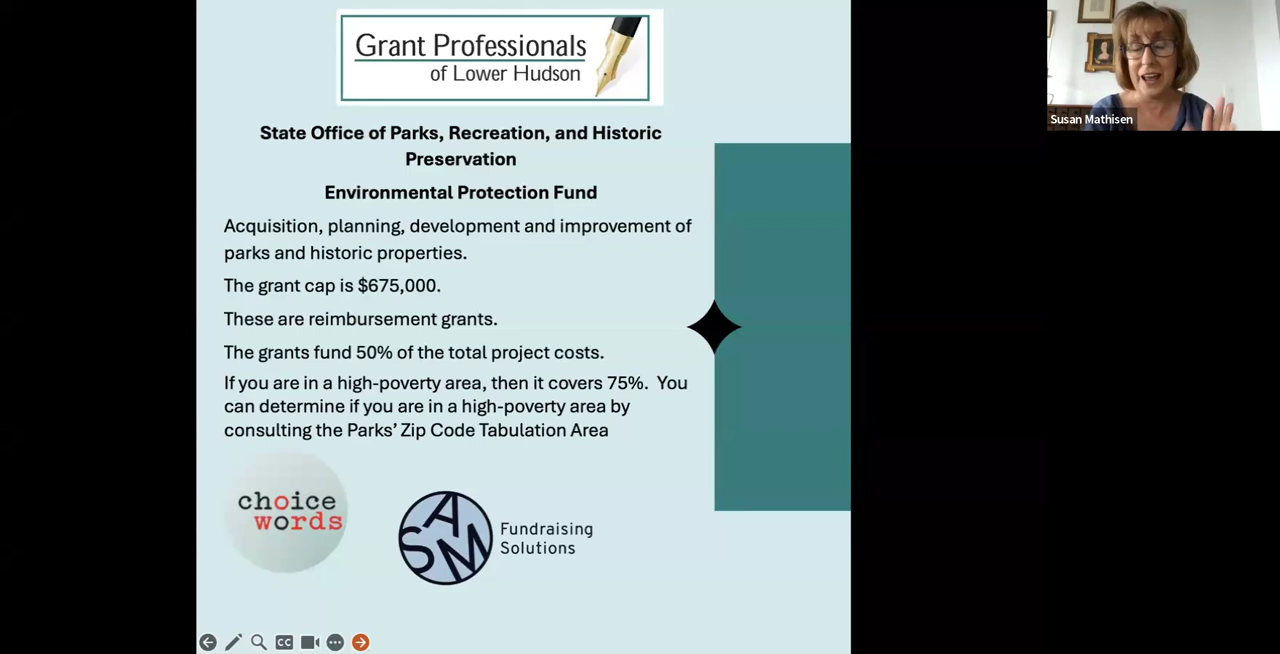 Grant Professionals
of Lower Hudson
State Office of Parks, Recreation, and Historic
Preservation
Environmental Protection Fund
Acquisition, planning, development and improvement of
parks and historic properties.
The grant cap is $675,000.
These are reimbursement grants.
The grants fund 50% of the total project costs.
If you are in a high-poverty area, then it covers 75%.  You
can determine if you are in a high-poverty area by
consulting the Parks' Zip Code Tabulation Area
choice
words
ASM
Fundraising
Solutions
CC
Susan Mathisen